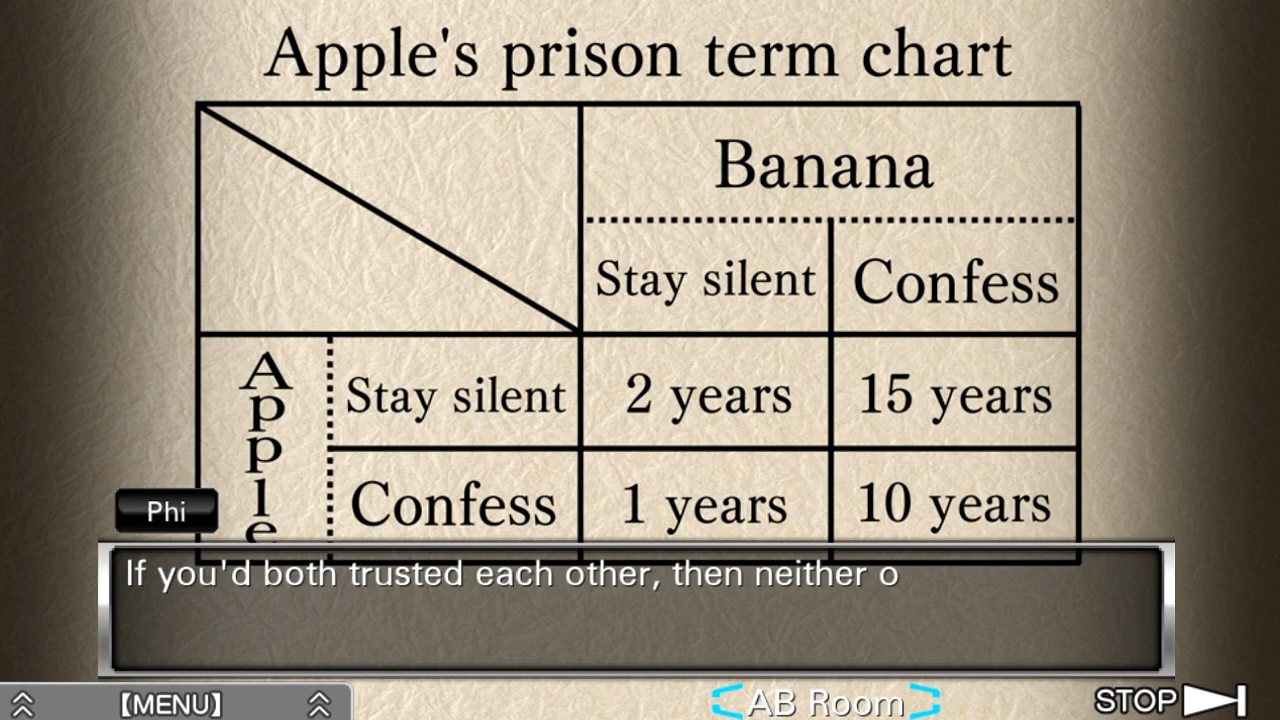 Apple's prison term chart
Banana
Stay silent Confess
Apple
Stay silent 2 years 15 years
Confess 1 years 10 years
Phi
If you'd both trusted each other, then neither o
【MENU】 AB Room STOP